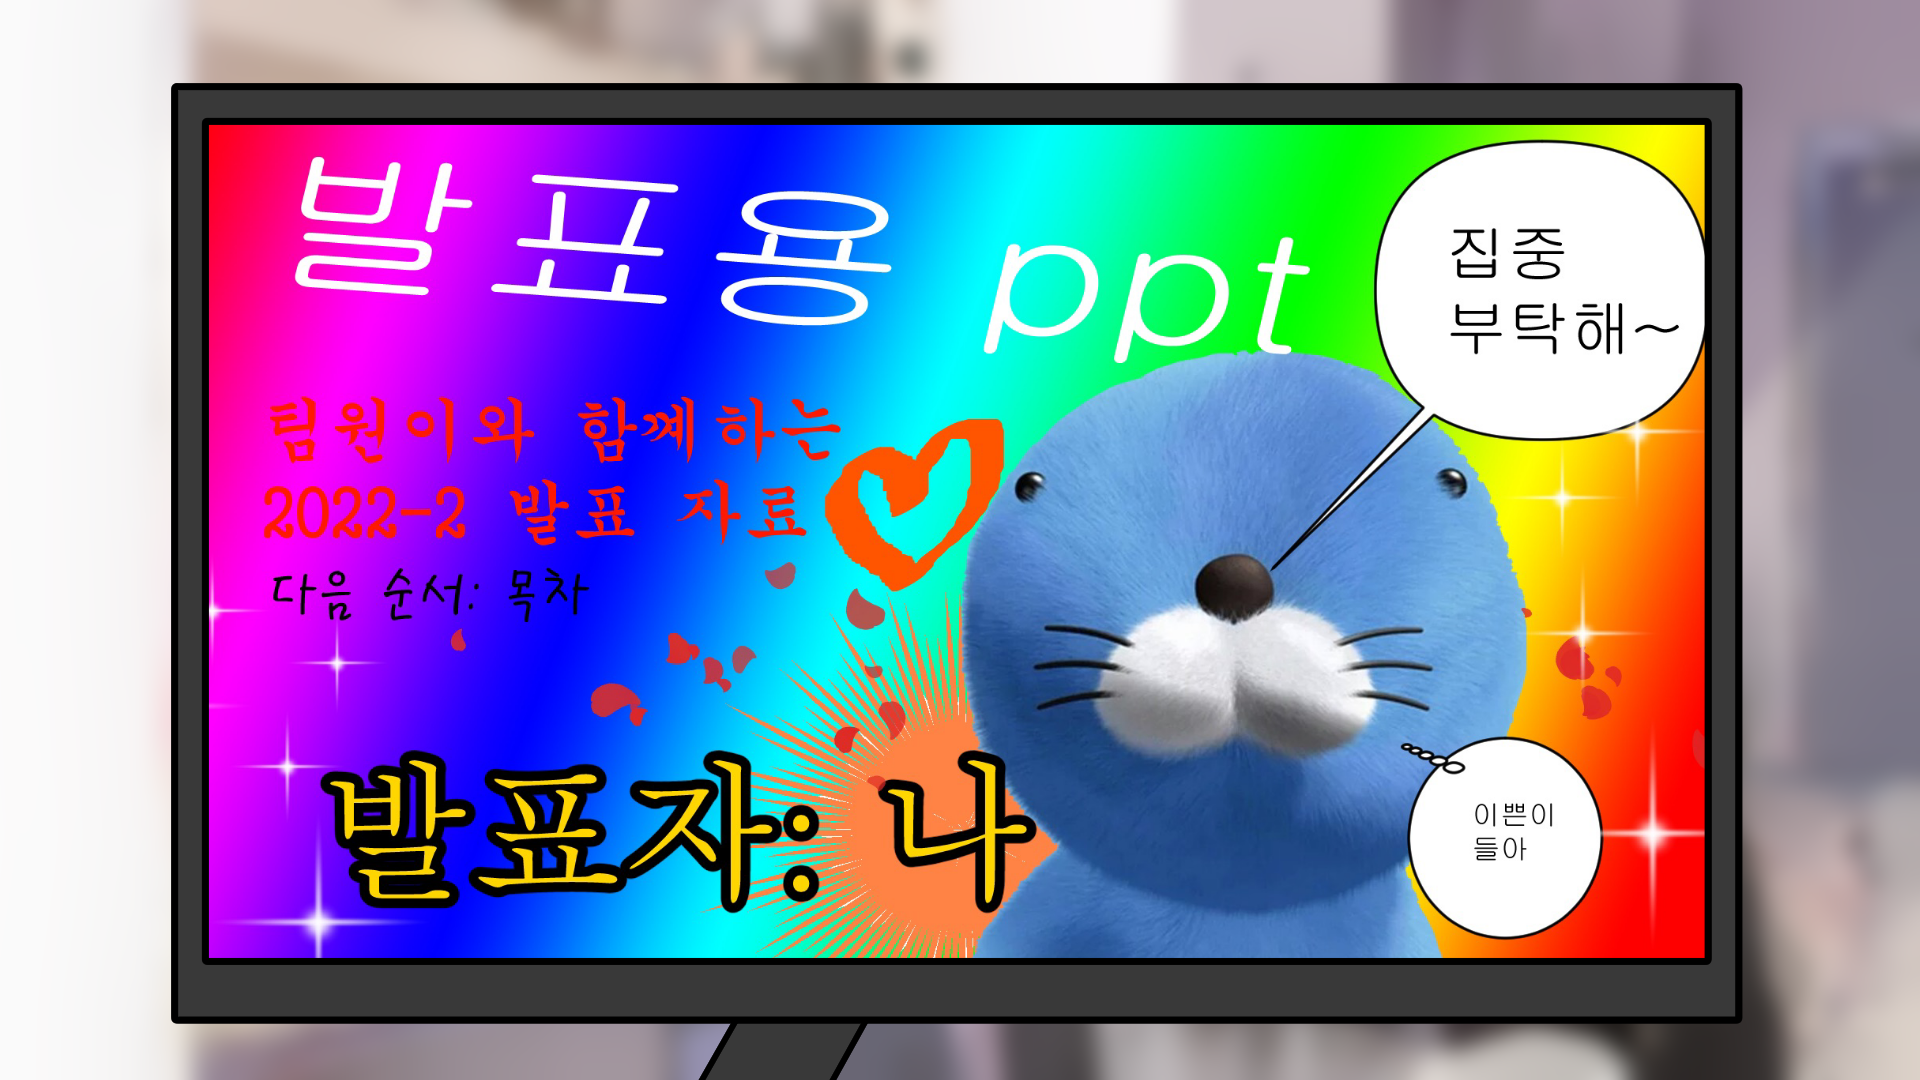 발표용 ppt
집중
부탁해~
팀원이와 함께하는
2022-2 발표 자료
다음 순서: 목차
발표자: 나
이쁜이
들아